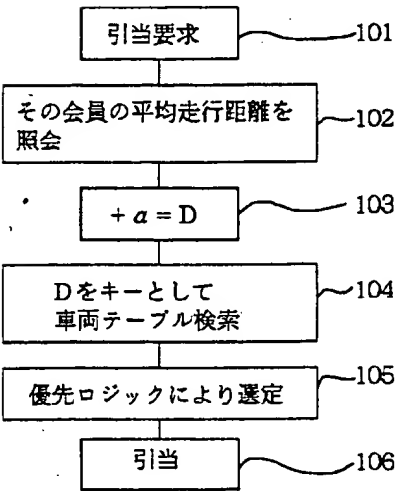 引当要求
101
その会員の平均走行距離を
照会
102
+ a = D
103
Dをキーとして
車両テーブル検索
104
優先ロジックにより選定
105
引当
106